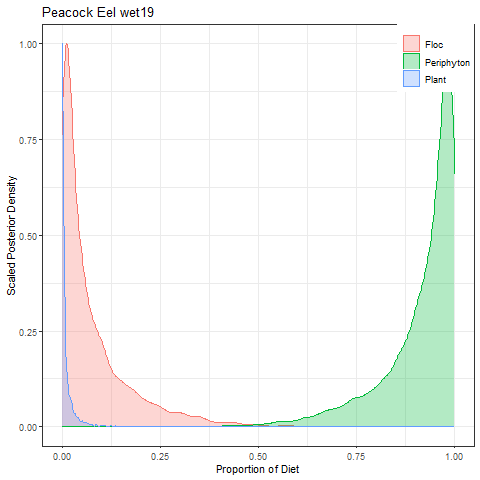 Peacock Eel wet19
Floc
Periphyton
Plant
1.00
0.75
0.50
0.25
0.00
Scaled Posterior Density
0.00 0.25 0.50 0.75 1.00
Proportion of Diet